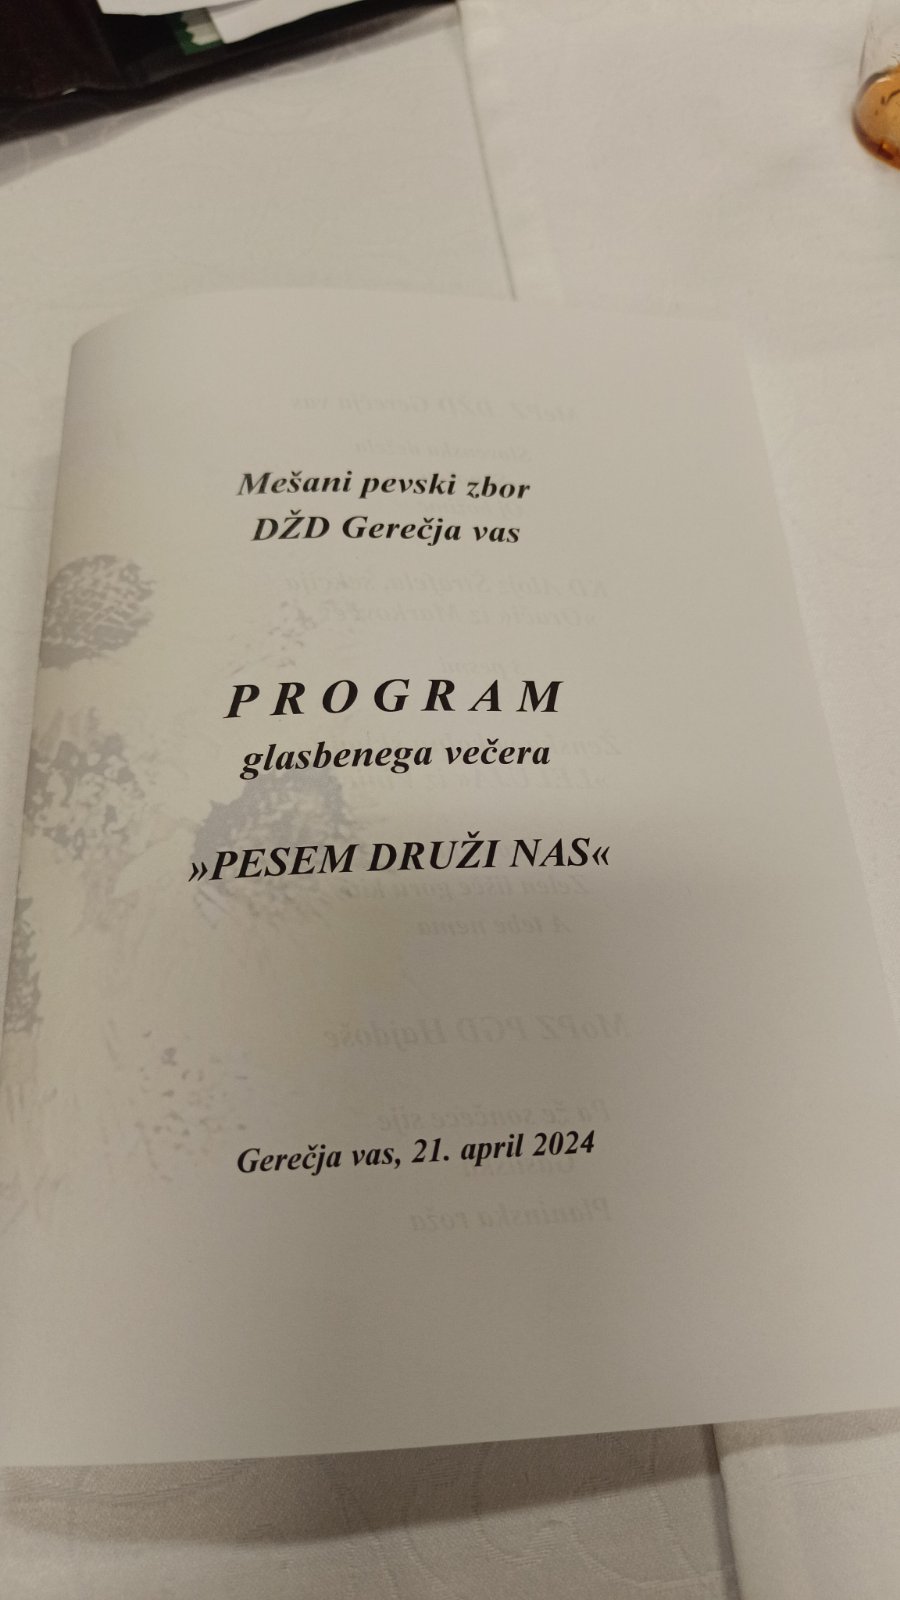 Mešani pevski zbor
DŽD Gerečja vas
PROGRAM
glasbenega večera
»PESEM DRUŽI NAS«
Gerečja vas, 21. april 2024